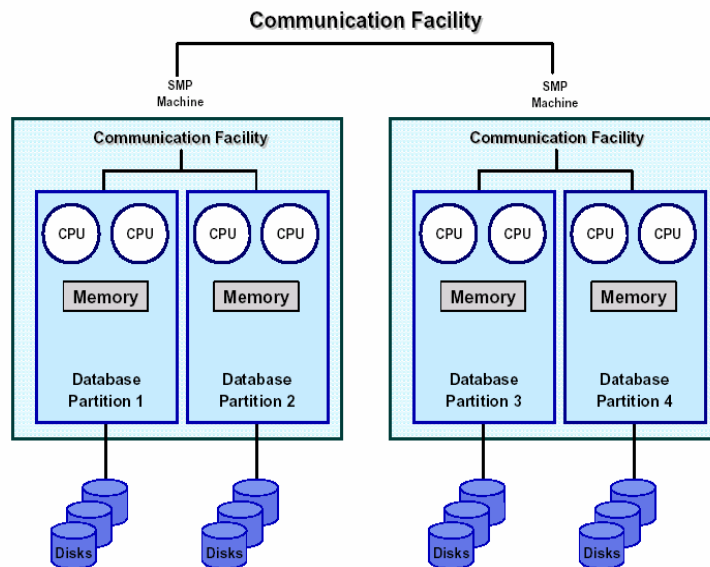 Communication Facility
SMP
Machine
SMP
Machine
Communication Facility
Communication Facility
CPU
CPU
CPU
CPU
CPU
CPU
CPU
CPU
Memory
Memory
Memory
Memory
Database
Partition 1
Database
Partition 2
Database
Partition 3
Database
Partition 4
Disks
Disks
Disks
Disks